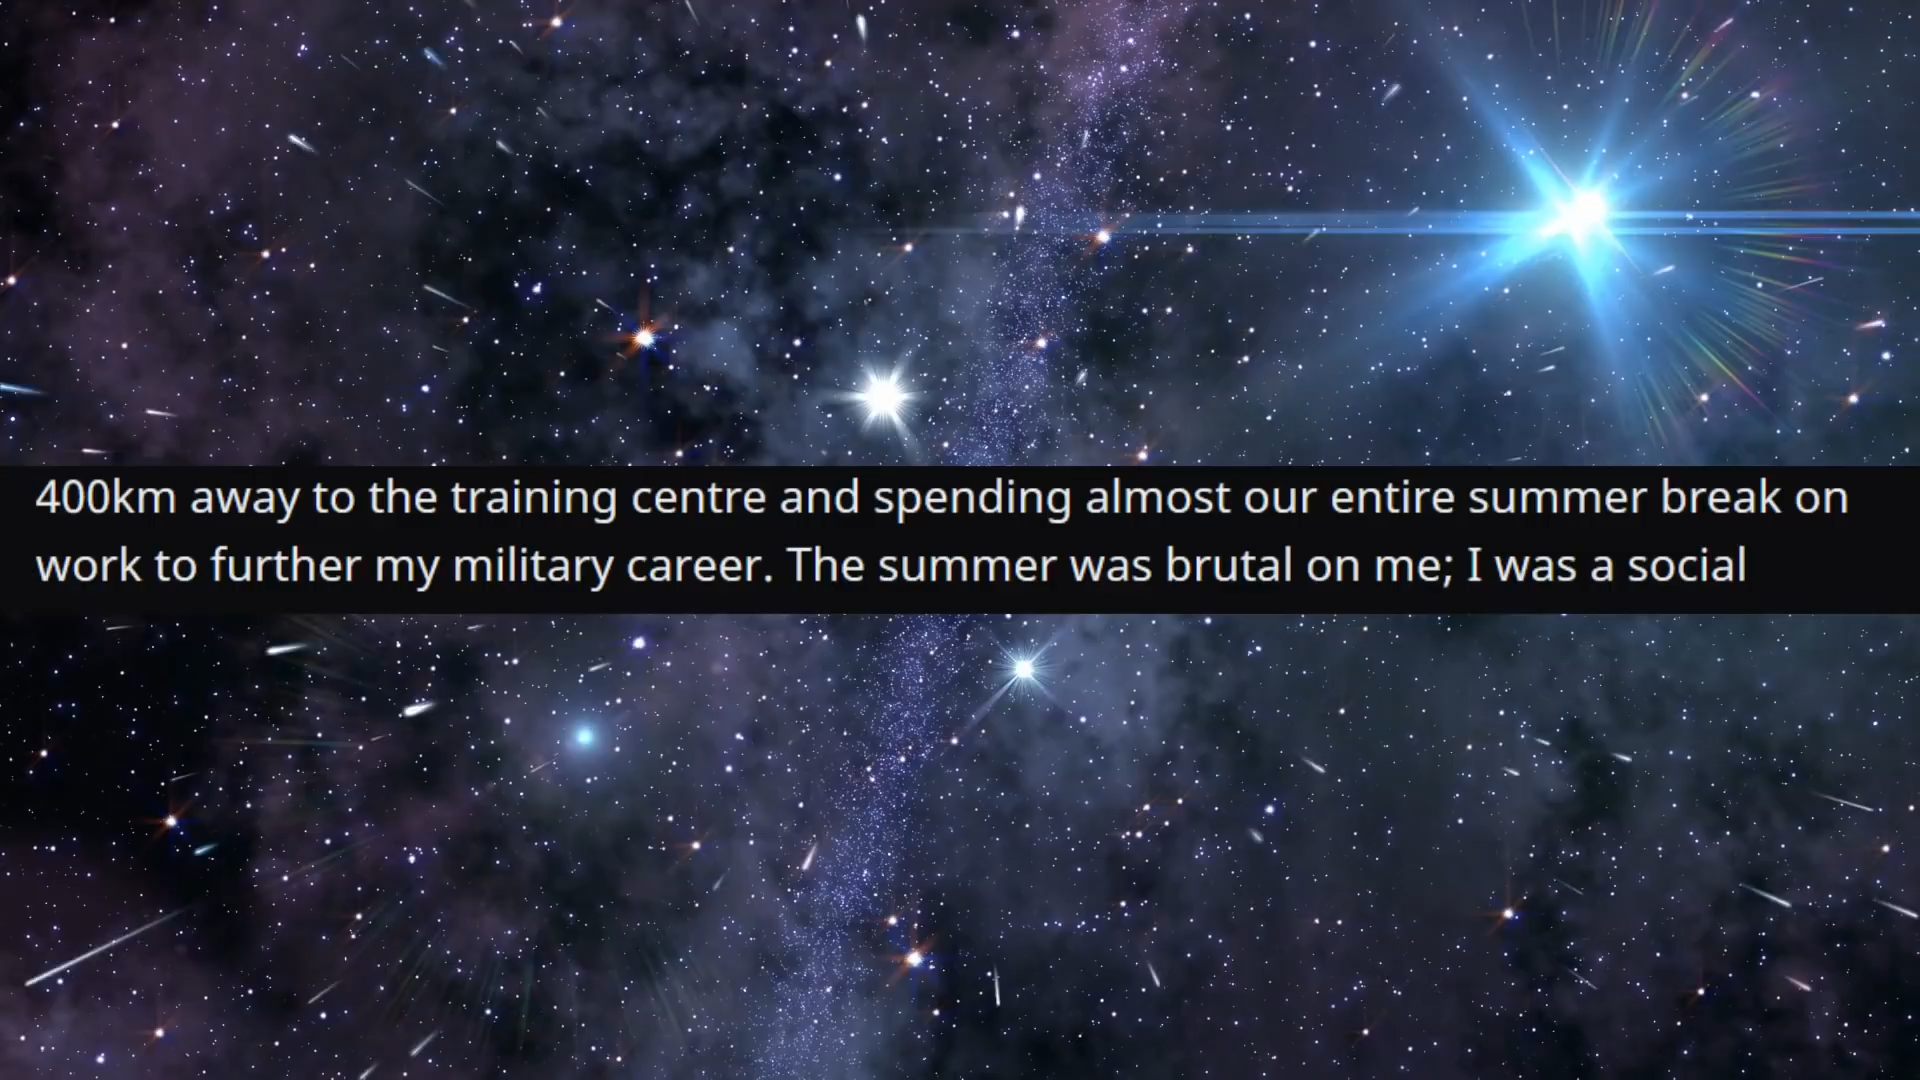 400km away to the training centre and spending almost our entire summer break on
work to further my military career. The summer was brutal on me; I was a social